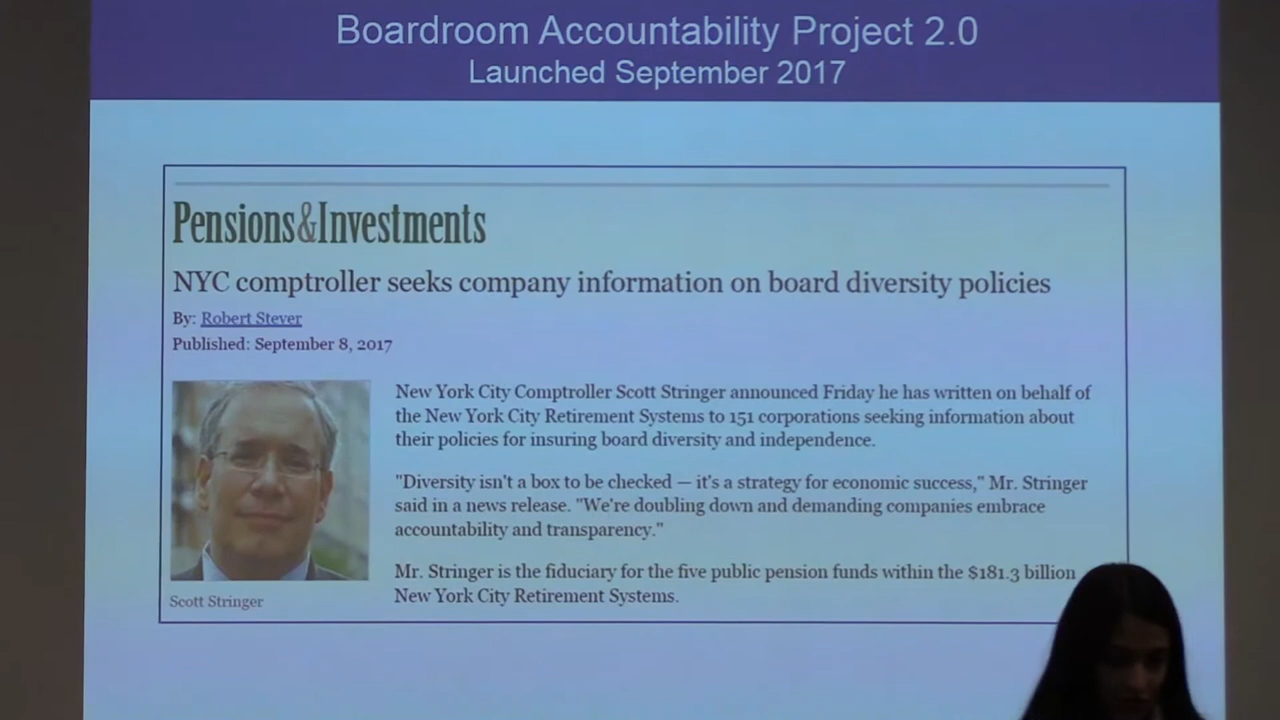 Boardroom Accountability Project 2.0
Launched September 2017
Pensions&Investments
NYC comptroller seeks company information on board diversity policies
By: Robert Stever
Published: September 8, 2017
New York City Comptroller Scott Stringer announced Friday he has written on behalf of
the New York City Retirement Systems to 151 corporations seeking information about
their policies for insuring board diversity and independence.
"Diversity isn't a box to be checked — it's a strategy for economic success," Mr. Stringer
said in a news release. "We're doubling down and demanding companies embrace
accountability and transparency."
Mr. Stringer is the fiduciary for the five public pension funds within the $181.3 billion
New York City Retirement Systems.
Scott Stringer